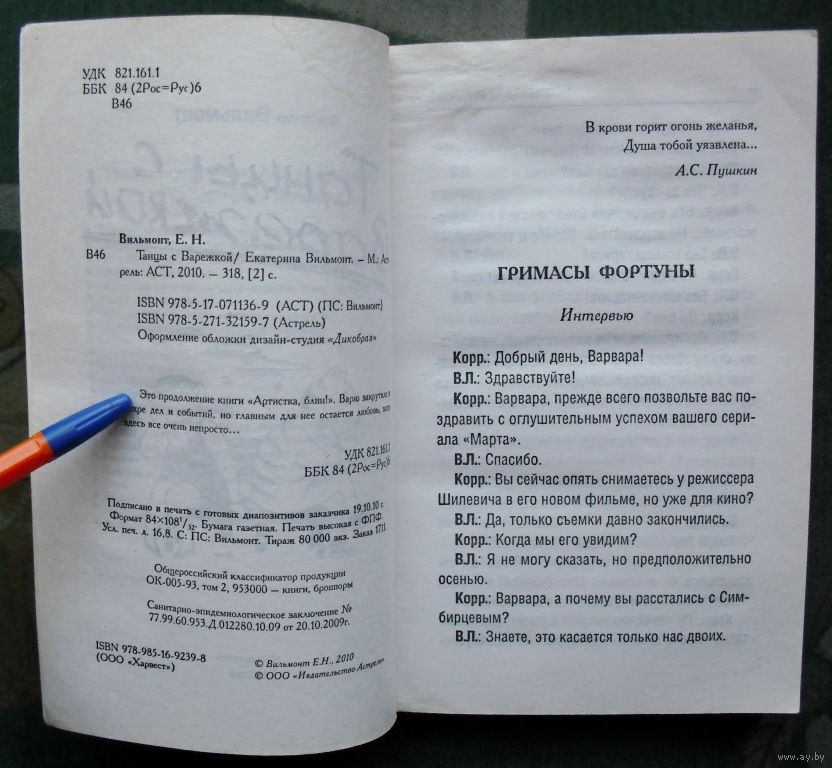 УДК 821.161.1
ББК 84 (2Рос=Рус)6
В46
Вильмонт, Е. Н.
В46 Танцы с Варежкой/ Екатерина Вильмонт. – М.: Аст-
рель: АСТ, 2010. – 318, [2] с.
ISBN 978-5-17-071136-9 (АСТ) (ПС: Вильмонт)
ISBN 978-5-271-32159-7 (Астрель)
Оформление обложки дизайн-студия «Дикобраз»
Это продолжение книги «Артистка, блин!». Варю закрутило в
вихре дел и событий, но главным для нее остается любовь, хотя
здесь все очень непросто...
УДК 821.161.1
ББК 84 (2Рос=Рус)6
Подписано в печать с готовых диапозитивов заказчика 19.10.10 г.
Формат 84×108¹/₃₂. Бумага газетная. Печать высокая с ФПФ.
Усл. печ. л. 16,8. С: ПС: Вильмонт. Тираж 80 000 экз. Заказ 1711.
Общероссийский классификатор продукции
ОК-005-93, том 2, 953000 – книги, брошюры
Санитарно-эпидемиологическое заключение №
77.99.60.953.Д.012280.10.09 от 20.10.2009г.
ISBN 978-985-16-9239-8
(ООО «Харвест»)
© Вильмонт Е.Н., 2010
© ООО «Издательство Астрель»
В крови горит огонь желанья,
Душа тобой уязвлена...
А.С. Пушкин
ГРИМАСЫ ФОРТУНЫ
Интервью
Корр.: Добрый день, Варвара!
В.Л.: Здравствуйте!
Корр.: Варвара, прежде всего позвольте вас по-
здравить с оглушительным успехом вашего сери-
ала «Марта».
В.Л.: Спасибо.
Корр.: Вы сейчас опять снимаетесь у режиссера
Шилевича в его новом фильме, но уже для кино?
В.Л.: Да, только съемки давно закончились.
Корр.: Когда мы его увидим?
В.Л.: Я не могу сказать, но предположительно
осенью.
Корр.: Варвара, а почему вы расстались с Сим-
бирцевым?
В.Л.: Знаете, это касается только нас двоих.
www.ay.by